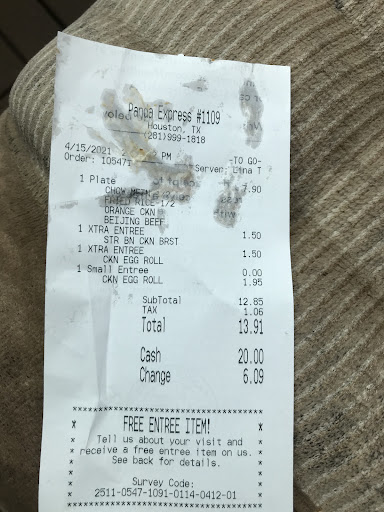 Panda Express #1109
Houston, TX
(281)999-1818
4/15/2021 PM -TO GO-
Order: 105471 Server: Lina T
1 Plate 7.90
CHOW MEIN
FRIED RICE-1/2
ORANGE CKN
BEIJING BEEF
1 XTRA ENTREE 1.50
STR BN CKN BRST
1 XTRA ENTREE 1.50
CKN EGG ROLL
1 Small Entree 0.00
CKN EGG ROLL 1.95
SubTotal 12.85
TAX 1.06
Total 13.91
Cash 20.00
Change 6.09
FREE ENTREE ITEM!
Tell us about your visit and
receive a free entree item on us.
See back for details.
Survey Code:
2511-0547-1091-0114-0412-01